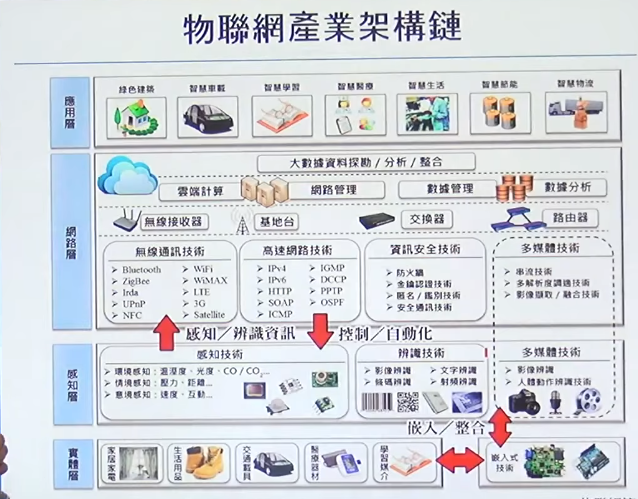 物聯網產業架構鏈
應用層
綠色建築
智慧車載
智慧學習
智慧醫療
智慧生活
智慧節能
智慧物流
網路層
大數據資料探勘／分析／整合
雲端計算
網路管理
數據管理
數據分析
無線接收器
基地台
交換器
路由器
無線通訊技術
➢ Bluetooth
➢ ZigBee
➢ Irda
➢ UPnP
➢ NFC
➢ WiFi
➢ WiMAX
➢ LTE
➢ 3G
➢ Satellite
高速網路技術
➢ IPv4
➢ IPv6
➢ HTTP
➢ SOAP
➢ ICMP
➢ IGMP
➢ DCCP
➢ PPTP
➢ OSPF
資訊安全技術
➢ 防火牆
➢ 金鑰認證技術
➢ 匿名／鑑別技術
➢ 安全通訊技術
多媒體技術
➢ 串流技術
➢ 多解析度調適技術
➢ 影像擷取／融合技術
感知／辨識資訊
控制／自動化
感知層
感知技術
➢ 環境感知：溫溼度、光度、CO / CO₂...
➢ 情境感知：壓力、距離...
➢ 意境感知：速度、互動...
辨識技術
➢ 影像辨識
➢ 條碼辨識
➢ 文字辨識
➢ 射頻辨識
多媒體技術
➢ 影像辨識
➢ 人體動作辨識技術
嵌入／整合
實體層
家居家電
生活用品
交通載具
醫療器材
學習媒介
嵌入式技術